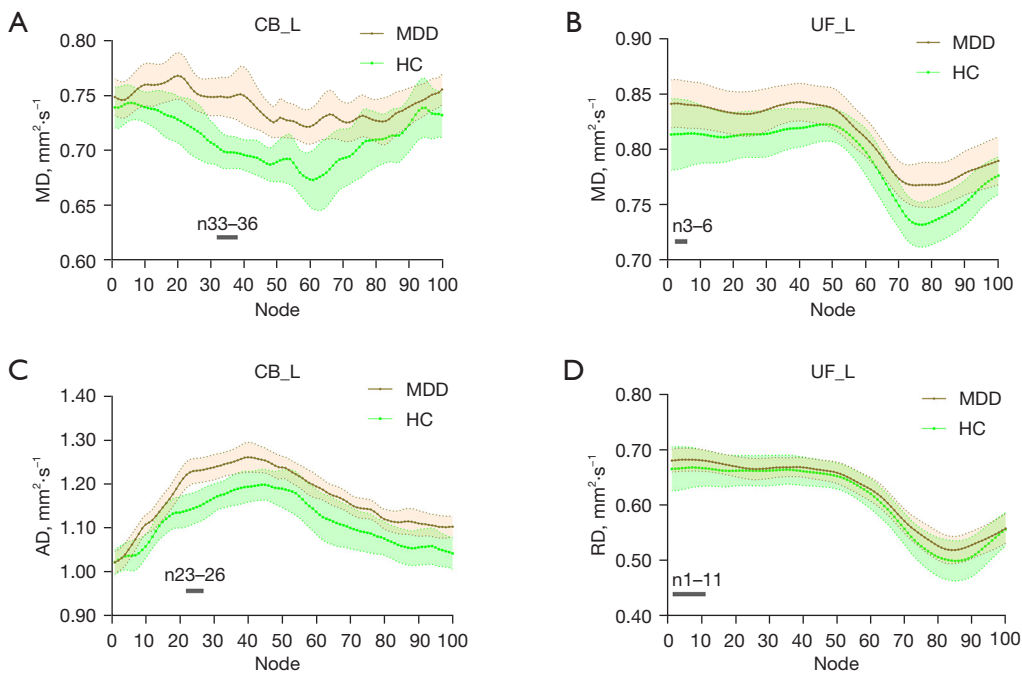 A
CB_L
MDD
HC
MD, mm²·s⁻¹
0.80
0.75
0.70
0.65
0.60
n33–36
0 10 20 30 40 50 60 70 80 90 100
Node
B
UF_L
MDD
HC
MD, mm²·s⁻¹
0.90
0.85
0.80
0.75
0.70
n3–6
0 10 20 30 40 50 60 70 80 90 100
Node
C
CB_L
MDD
HC
AD, mm²·s⁻¹
1.40
1.30
1.20
1.10
1.00
0.90
n23–26
0 10 20 30 40 50 60 70 80 90 100
Node
D
UF_L
MDD
HC
RD, mm²·s⁻¹
0.80
0.70
0.60
0.50
0.40
n1–11
0 10 20 30 40 50 60 70 80 90 100
Node